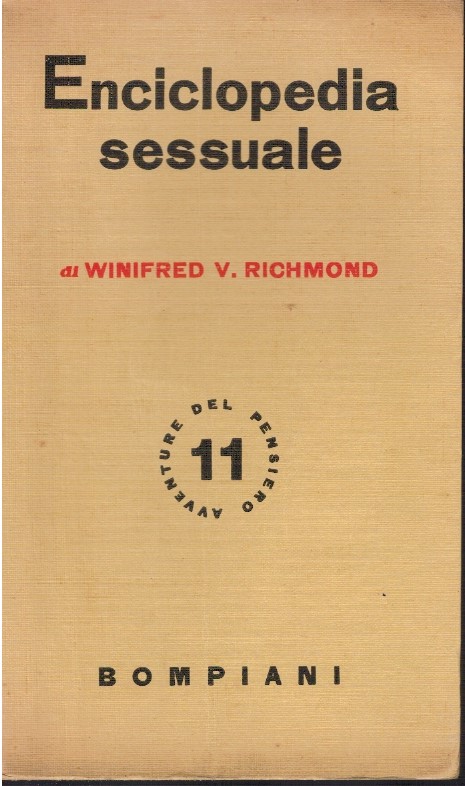 Enciclopedia
sessuale
di WINIFRED V. RICHMOND
AVVENTURE DEL PENSIERO
11
BOMPIANI